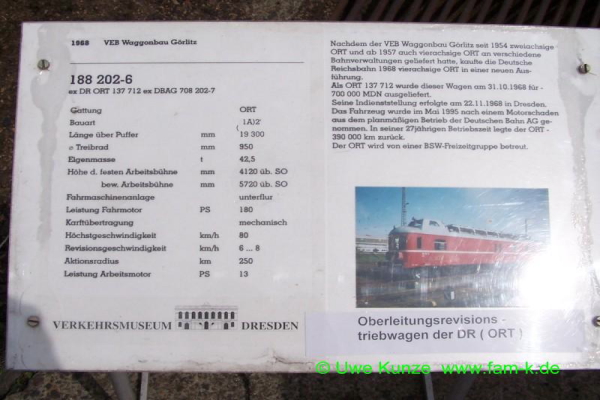 1968 VEB Waggonbau Görlitz
188 202-6
ex DR ORT 137 712 ex DBAG 708 202-7
Gattung ORT
Bauart (1A)2'
Länge über Puffer mm 19 300
ø Treibrad mm 950
Eigenmasse t 42,5
Höhe d. festen Arbeitsbühne mm 4120 üb. SO
bew. Arbeitsbühne mm 5720 üb. SO
Fahrmaschinenanlage unterflur
Leistung Fahrmotor PS 180
Karftübertragung mechanisch
Höchstgeschwindigkeit km/h 80
Revisionsgeschwindigkeit km/h 6 ... 8
Aktionsradius km 250
Leistung Arbeitsmotor PS 13
VERKEHRSMUSEUM DRESDEN
Nachdem der VEB Waggonbau Görlitz seit 1954 zweiachsige
ORT und ab 1957 auch vierachsige ORT an verschiedene
Bahnverwaltungen geliefert hatte, kaufte die Deutsche
Reichsbahn 1968 vierachsige ORT in einer neuen Aus-
führung.
Als ORT 137 712 wurde dieser Wagen am 31.10.1968 für -
700 000 MDN ausgeliefert.
Seine Indienststellung erfolgte am 22.11.1968 in Dresden.
Das Fahrzeug wurde im Mai 1995 nach einem Motorschaden
aus dem planmäßigen Betrieb der Deutschen Bahn AG ge-
nommen. In seiner 27jährigen Betriebszeit legte der ORT -
390 000 km zurück.
Der ORT wird von einer BSW-Freizeitgruppe betreut.
Oberleitungsrevisions -
triebwagen der DR ( ORT )
© Uwe Kunze www.fam-k.de